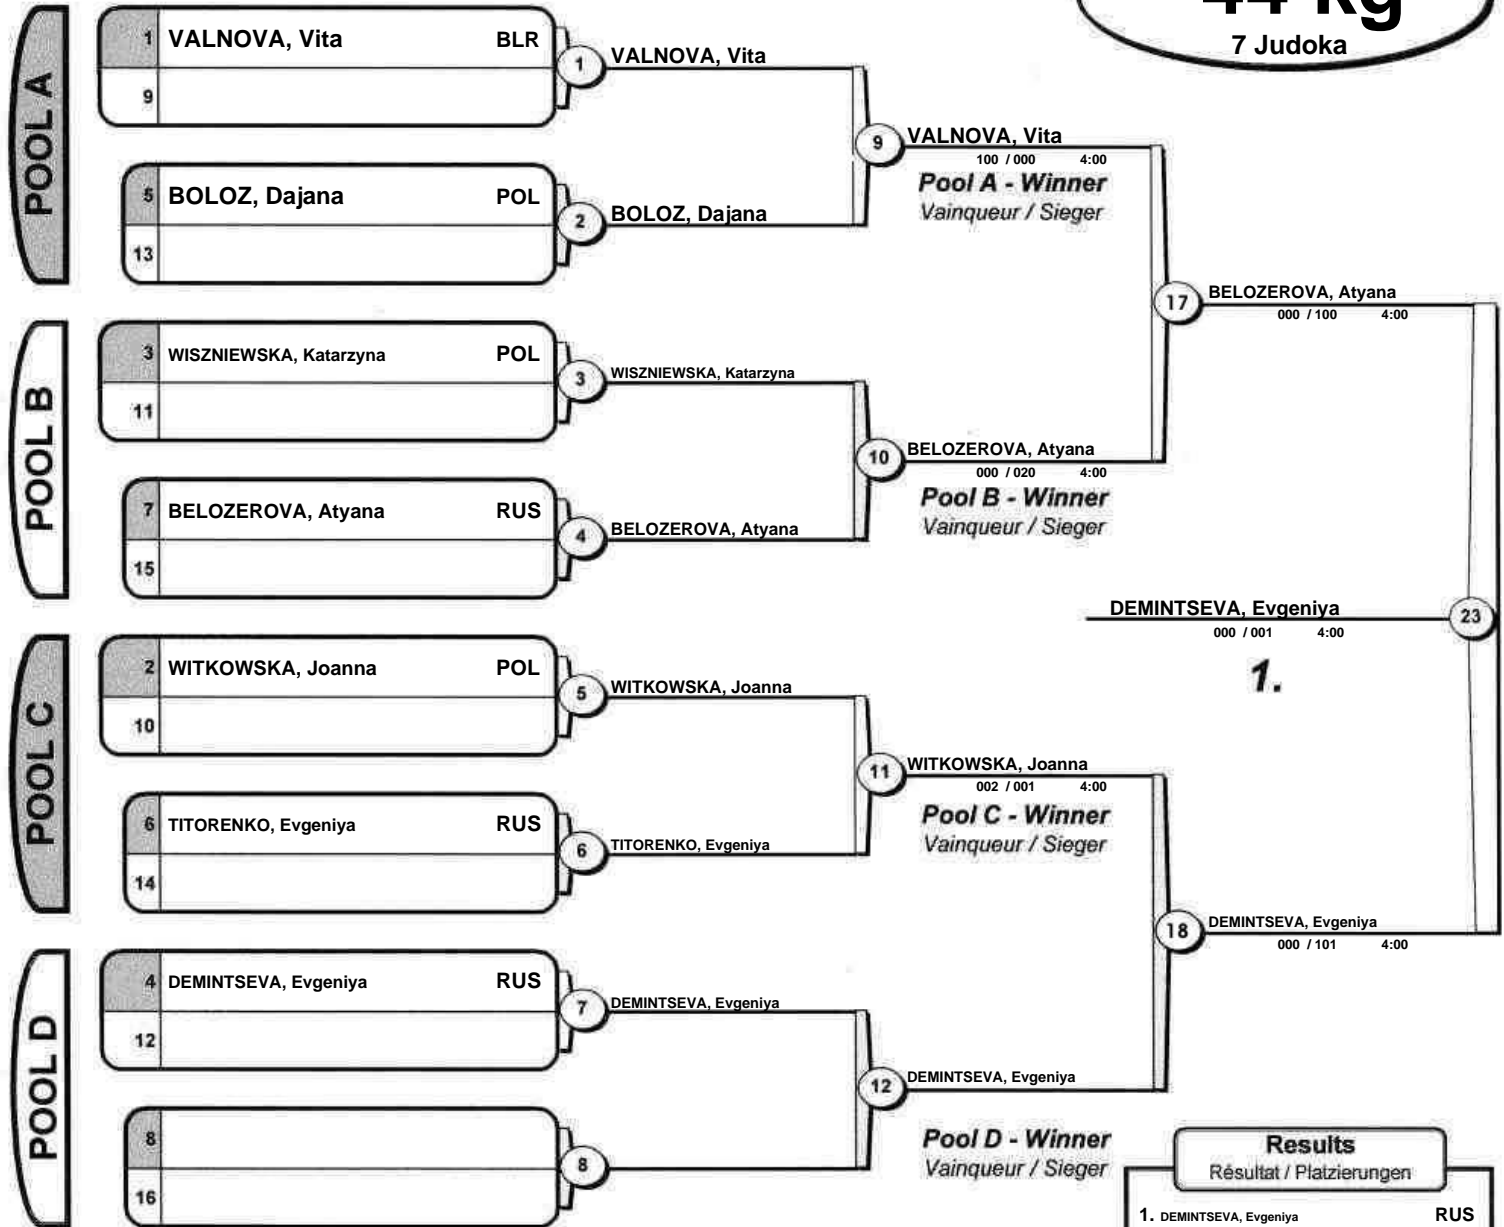 44 kg
7 Judoka
POOL A
1 VALNOVA, Vita BLR
9
5 BOLOZ, Dajana POL
13
1 VALNOVA, Vita
2 BOLOZ, Dajana
9 VALNOVA, Vita
100 / 000 4:00
Pool A - Winner
Vainqueur / Sieger
POOL B
3 WISZNIEWSKA, Katarzyna POL
11
7 BELOZEROVA, Atyana RUS
15
3 WISZNIEWSKA, Katarzyna
4 BELOZEROVA, Atyana
10 BELOZEROVA, Atyana
000 / 020 4:00
Pool B - Winner
Vainqueur / Sieger
17 BELOZEROVA, Atyana
000 / 100 4:00
POOL C
2 WITKOWSKA, Joanna POL
10
6 TITORENKO, Evgeniya RUS
14
5 WITKOWSKA, Joanna
6 TITORENKO, Evgeniya
11 WITKOWSKA, Joanna
002 / 001 4:00
Pool C - Winner
Vainqueur / Sieger
POOL D
4 DEMINTSEVA, Evgeniya RUS
12
8
16
7 DEMINTSEVA, Evgeniya
8
12 DEMINTSEVA, Evgeniya
Pool D - Winner
Vainqueur / Sieger
18 DEMINTSEVA, Evgeniya
000 / 101 4:00
DEMINTSEVA, Evgeniya 23
000 / 001 4:00
1.
Results
Résultat / Platzierungen
1. DEMINTSEVA, Evgeniya RUS